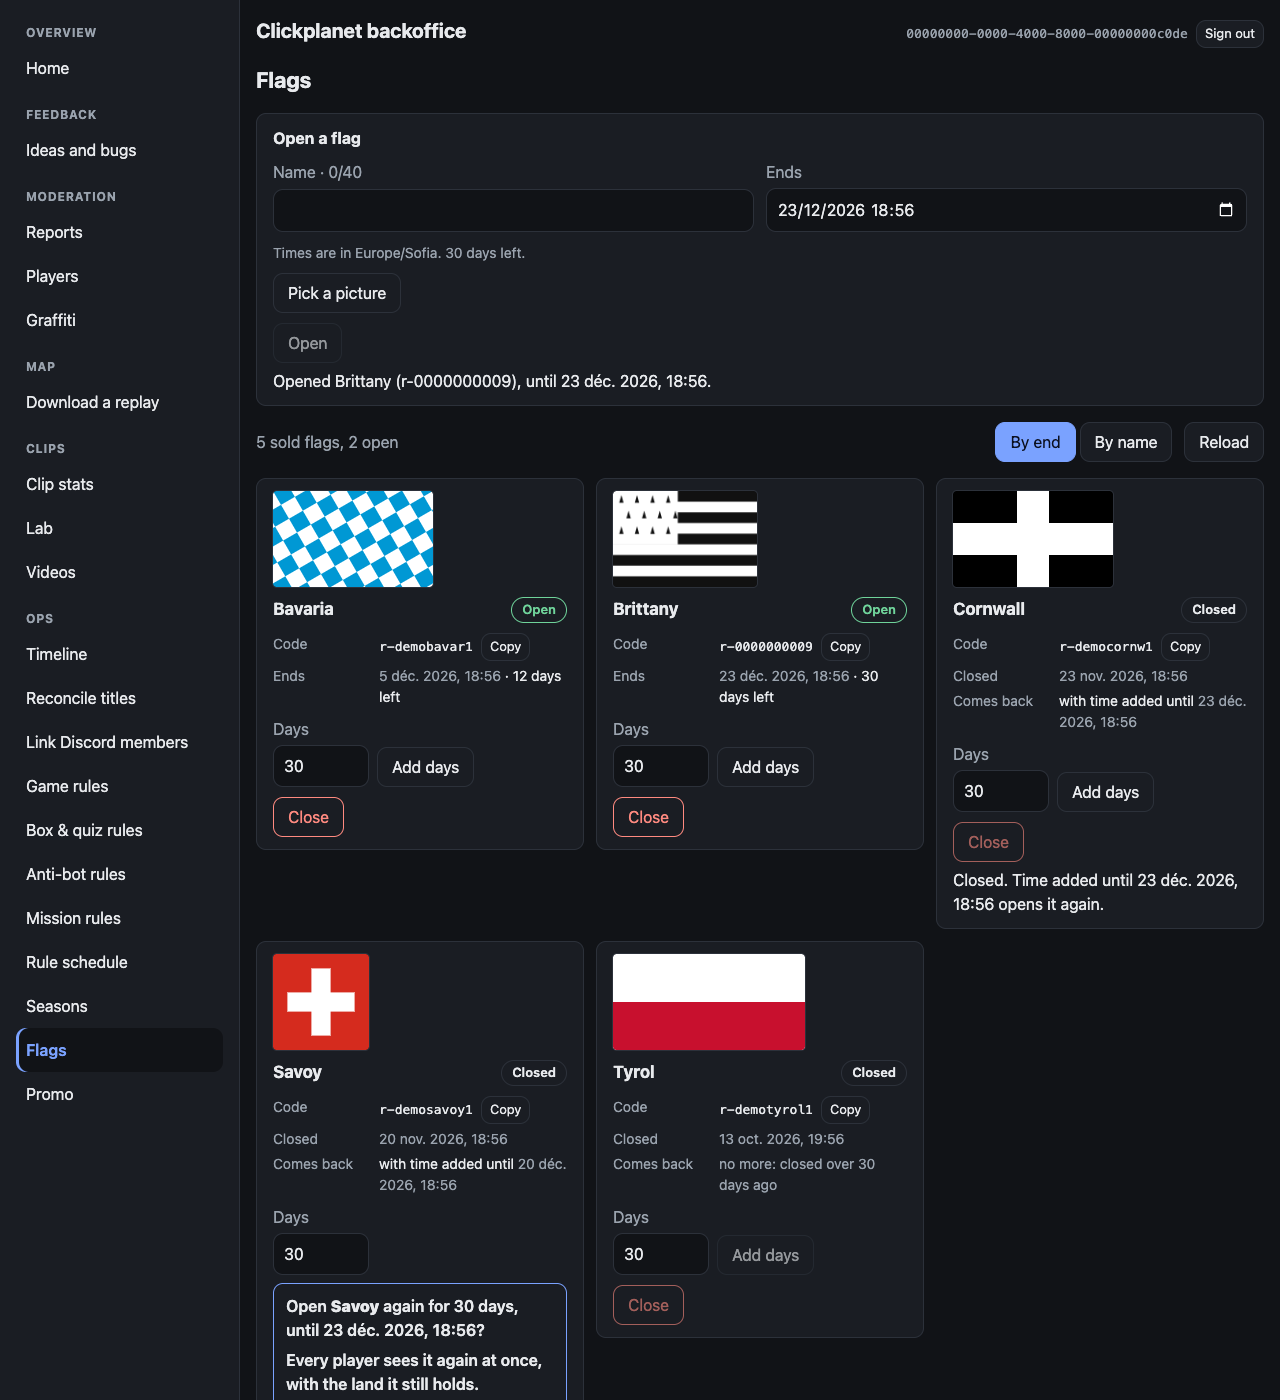 OVERVIEW
Home
FEEDBACK
Ideas and bugs
MODERATION
Reports
Players
Graffiti
MAP
Download a replay
CLIPS
Clip stats
Lab
Videos
OPS
Timeline
Reconcile titles
Link Discord members
Game rules
Box & quiz rules
Anti-bot rules
Mission rules
Rule schedule
Seasons
Flags
Promo
Clickplanet backoffice
00000000-0000-4000-8000-00000000c0de
Sign out
Flags
Open a flag
Name · 0/40
Ends
23/12/2026 18:56
Times are in Europe/Sofia. 30 days left.
Pick a picture
Open
Opened Brittany (r-0000000009), until 23 déc. 2026, 18:56.
5 sold flags, 2 open
By end
By name
Reload
Bavaria
Open
Code
r-demobavar1
Copy
Ends
5 déc. 2026, 18:56 · 12 days
left
Days
30
Add days
Close
Brittany
Open
Code
r-0000000009
Copy
Ends
23 déc. 2026, 18:56 · 30
days left
Days
30
Add days
Close
Cornwall
Closed
Code
r-democornw1
Copy
Closed
23 nov. 2026, 18:56
Comes back
with time added until 23 déc.
2026, 18:56
Days
30
Add days
Close
Closed. Time added until 23 déc. 2026,
18:56 opens it again.
Savoy
Closed
Code
r-demosavoy1
Copy
Closed
20 nov. 2026, 18:56
Comes back
with time added until 20 déc.
2026, 18:56
Days
30
Open Savoy again for 30 days,
until 23 déc. 2026, 18:56?
Every player sees it again at once,
with the land it still holds.
Tyrol
Closed
Code
r-demotyrol1
Copy
Closed
13 oct. 2026, 19:56
Comes back
no more: closed over 30
days ago
Days
30
Add days
Close